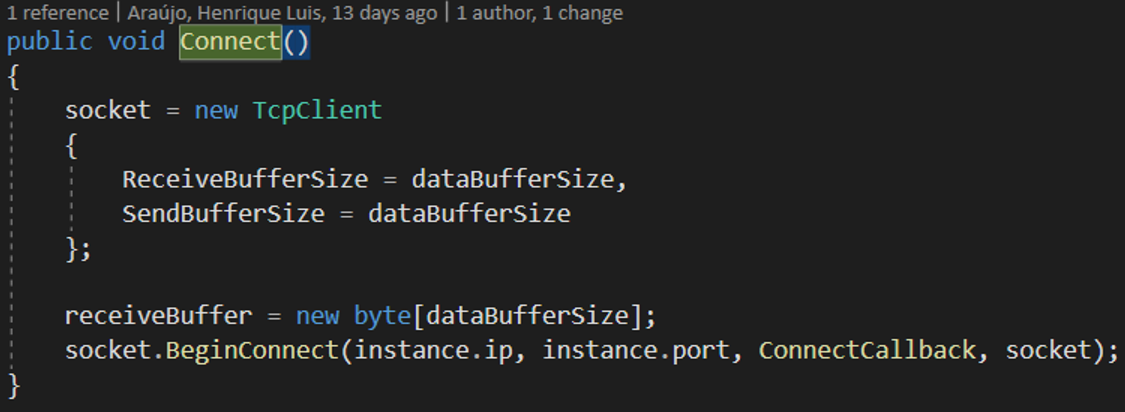 1 reference | Araújo, Henrique Luis, 13 days ago | 1 author, 1 change
public void Connect()
{
socket = new TcpClient
{
ReceiveBufferSize = dataBufferSize,
SendBufferSize = dataBufferSize
};
receiveBuffer = new byte[dataBufferSize];
socket.BeginConnect(instance.ip, instance.port, ConnectCallback, socket);
}